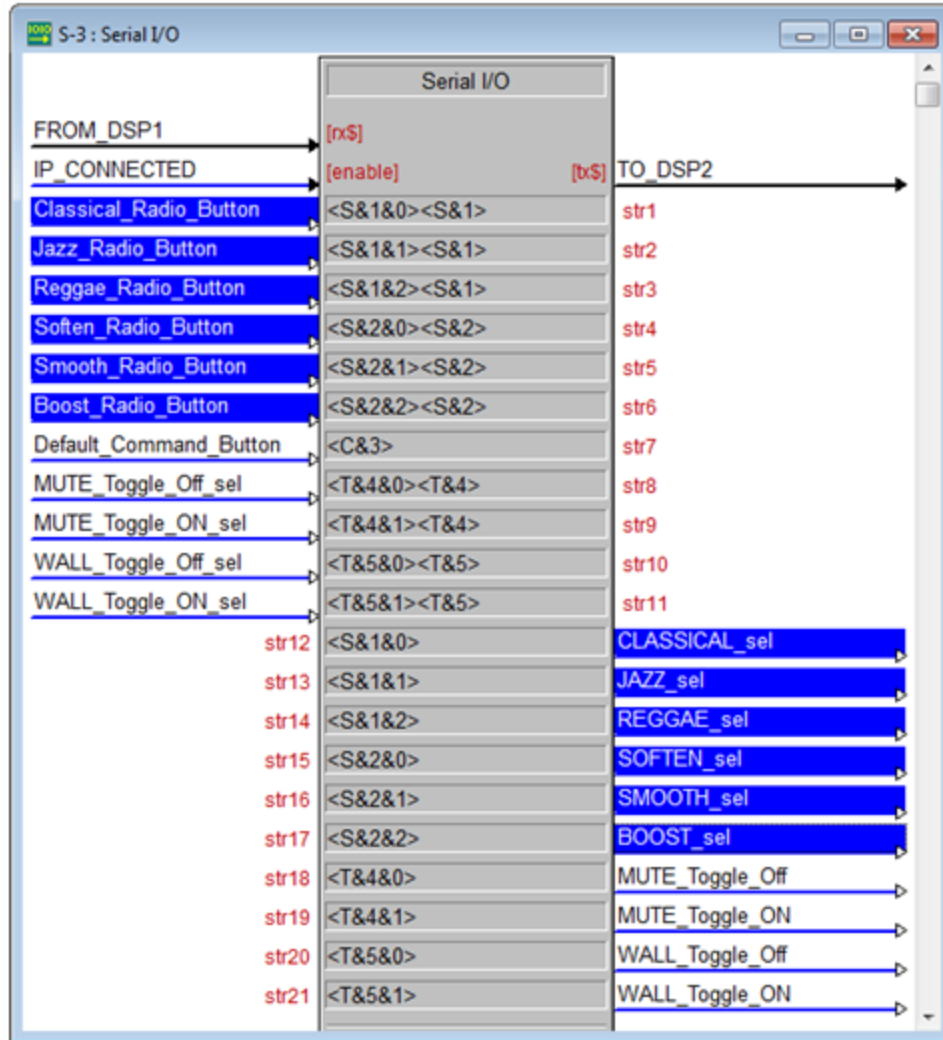 S-3 : Serial I/O
Serial I/O
FROM_DSP1 [rx$]
IP_CONNECTED [enable] [tx$] TO_DSP2
Classical_Radio_Button <S&1&0><S&1> str1
Jazz_Radio_Button <S&1&1><S&1> str2
Reggae_Radio_Button <S&1&2><S&1> str3
Soften_Radio_Button <S&2&0><S&2> str4
Smooth_Radio_Button <S&2&1><S&2> str5
Boost_Radio_Button <S&2&2><S&2> str6
Default_Command_Button <C&3> str7
MUTE_Toggle_Off_sel <T&4&0><T&4> str8
MUTE_Toggle_ON_sel <T&4&1><T&4> str9
WALL_Toggle_Off_sel <T&5&0><T&5> str10
WALL_Toggle_ON_sel <T&5&1><T&5> str11
str12 <S&1&0> CLASSICAL_sel
str13 <S&1&1> JAZZ_sel
str14 <S&1&2> REGGAE_sel
str15 <S&2&0> SOFTEN_sel
str16 <S&2&1> SMOOTH_sel
str17 <S&2&2> BOOST_sel
str18 <T&4&0> MUTE_Toggle_Off
str19 <T&4&1> MUTE_Toggle_ON
str20 <T&5&0> WALL_Toggle_Off
str21 <T&5&1> WALL_Toggle_ON